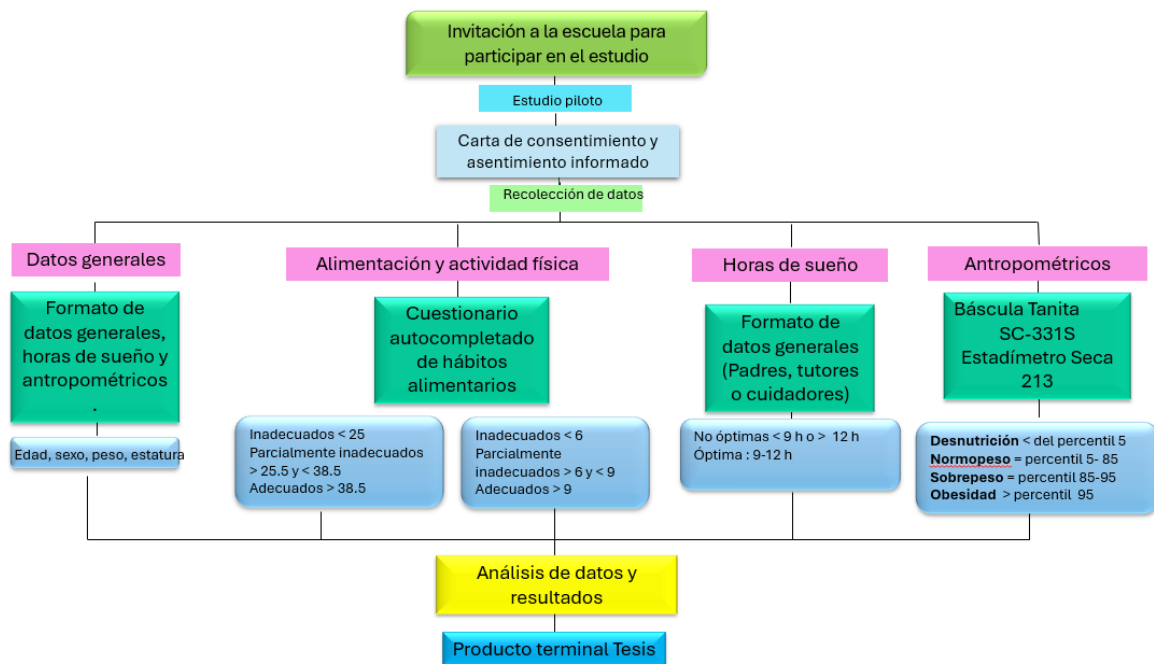 Invitación a la escuela para
participar en el estudio
Estudio piloto
Carta de consentimiento y
asentimiento informado
Recolección de datos
Datos generales
Formato de
datos generales,
horas de sueño y
antropométricos
.
Edad, sexo, peso, estatura
Alimentación y actividad física
Cuestionario
autocompletado
de hábitos
alimentarios
Inadecuados < 25
Parcialmente inadecuados
> 25.5 y < 38.5
Adecuados > 38.5
Inadecuados < 6
Parcialmente
inadecuados > 6 y < 9
Adecuados > 9
Horas de sueño
Formato de
datos generales
(Padres, tutores
o cuidadores)
No óptimas < 9 h o > 12 h
Óptima : 9-12 h
Antropométricos
Báscula Tanita
SC-331S
Estadímetro Seca
213
Desnutrición < del percentil 5
Normopeso = percentil 5- 85
Sobrepeso = percentil 85-95
Obesidad > percentil 95
Análisis de datos y
resultados
Producto terminal Tesis